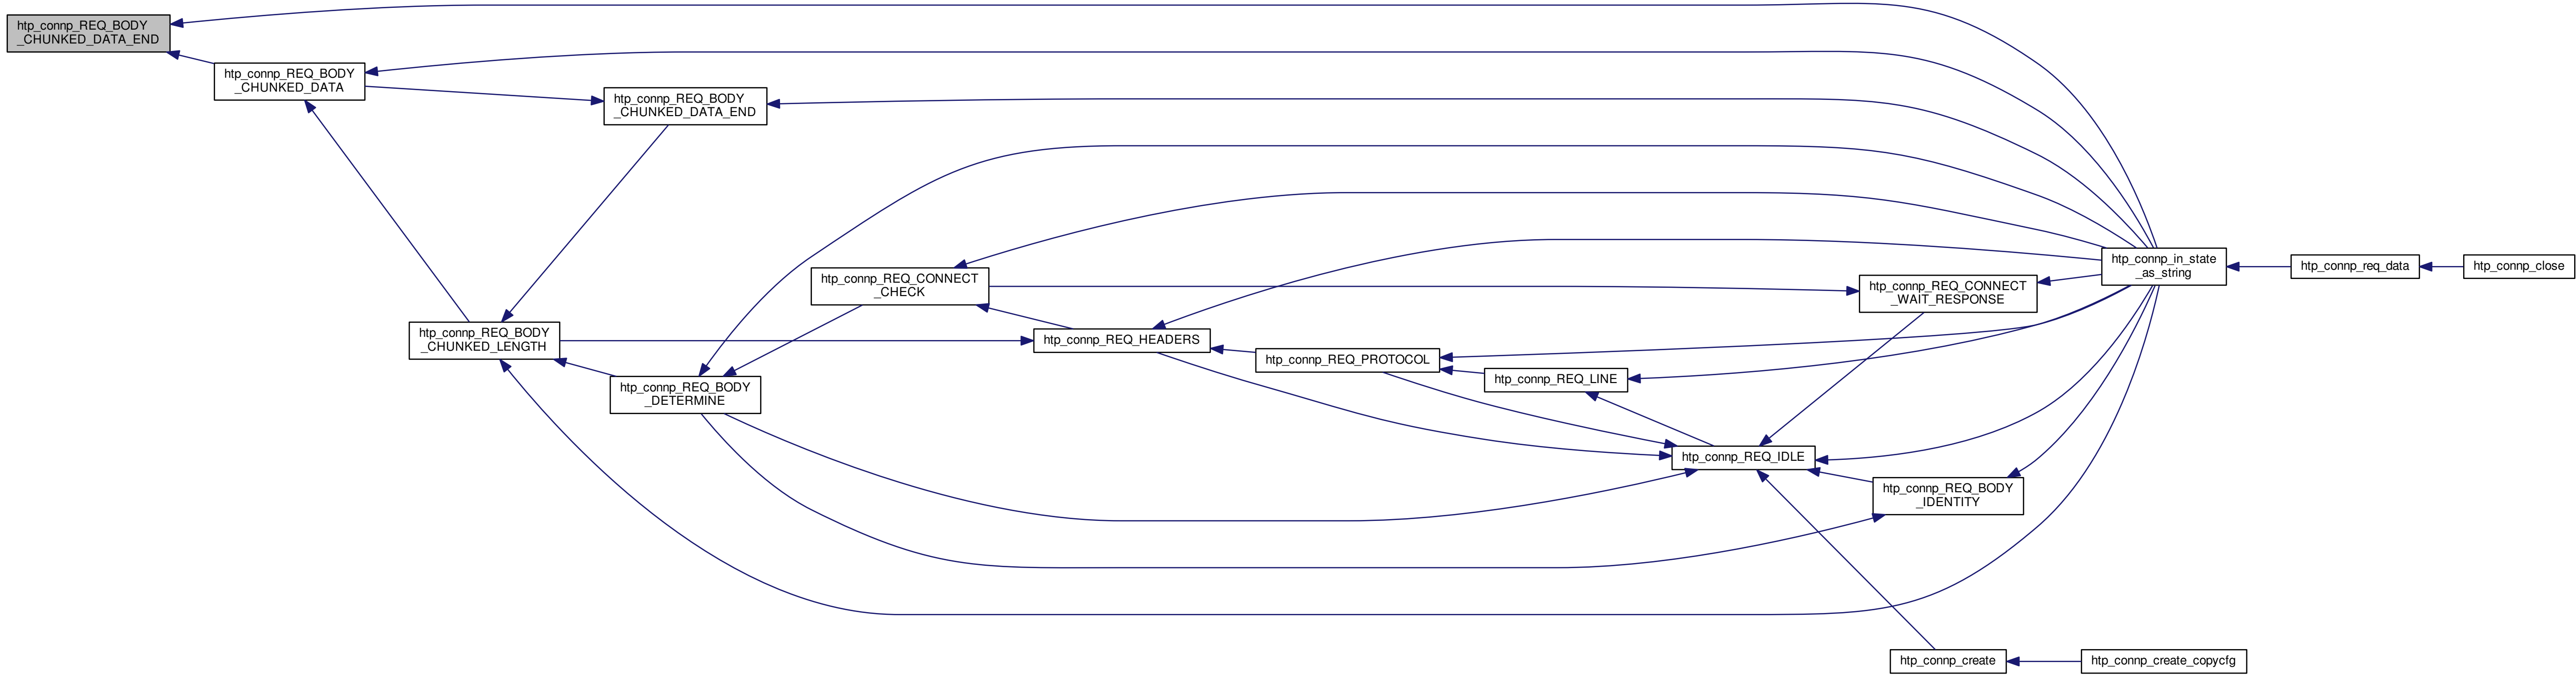 htp_connp_REQ_BODY
_CHUNKED_DATA_END
htp_connp_REQ_BODY
_CHUNKED_DATA
htp_connp_REQ_BODY
_CHUNKED_DATA_END
htp_connp_REQ_CONNECT
_CHECK
htp_connp_in_state
_as_string
htp_connp_req_data
htp_connp_close
htp_connp_REQ_CONNECT
_WAIT_RESPONSE
htp_connp_REQ_BODY
_CHUNKED_LENGTH
htp_connp_REQ_HEADERS
htp_connp_REQ_PROTOCOL
htp_connp_REQ_LINE
htp_connp_REQ_BODY
_DETERMINE
htp_connp_REQ_IDLE
htp_connp_REQ_BODY
_IDENTITY
htp_connp_create
htp_connp_create_copycfg